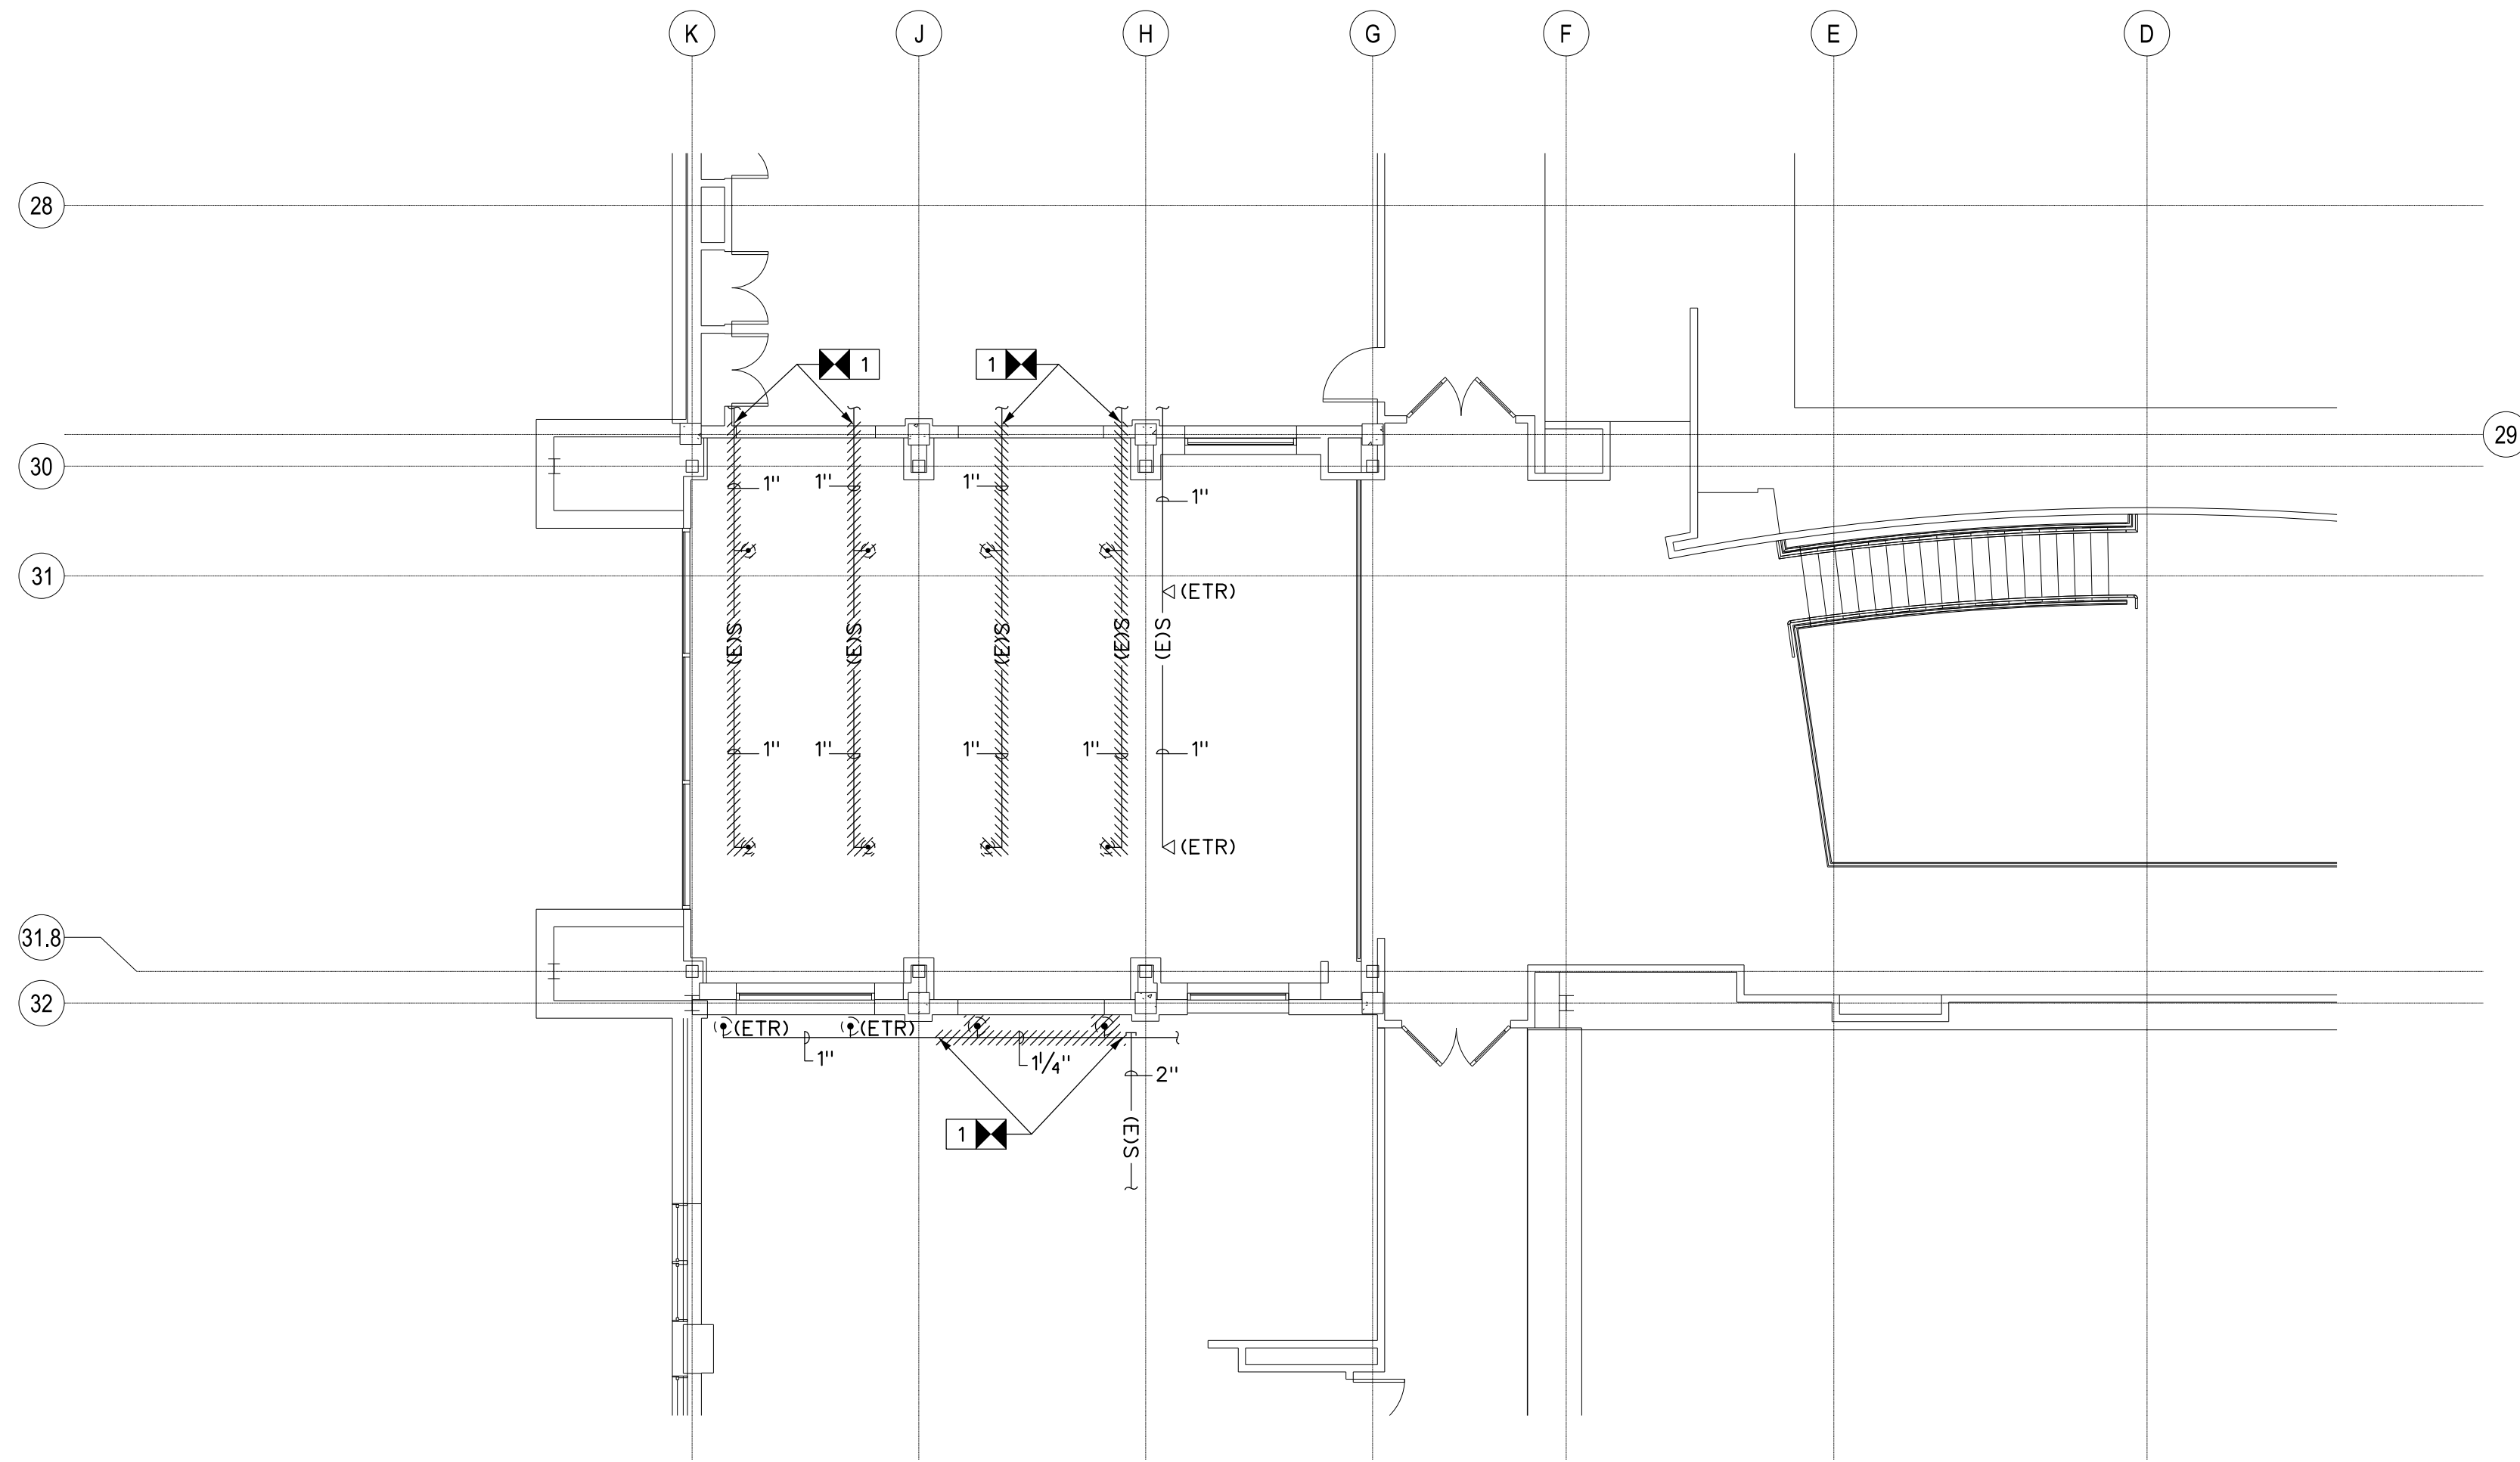 K J H G F E D
28
1 1
29
30
1" 1" 1" 1"
31
(ETR)
(E)S (E)S (E)S (E)S (E)S
1" 1" 1" 1" 1"
(ETR)
31.8
32
(ETR) (ETR)
1" 1 1/4"
2"
1
(E)S